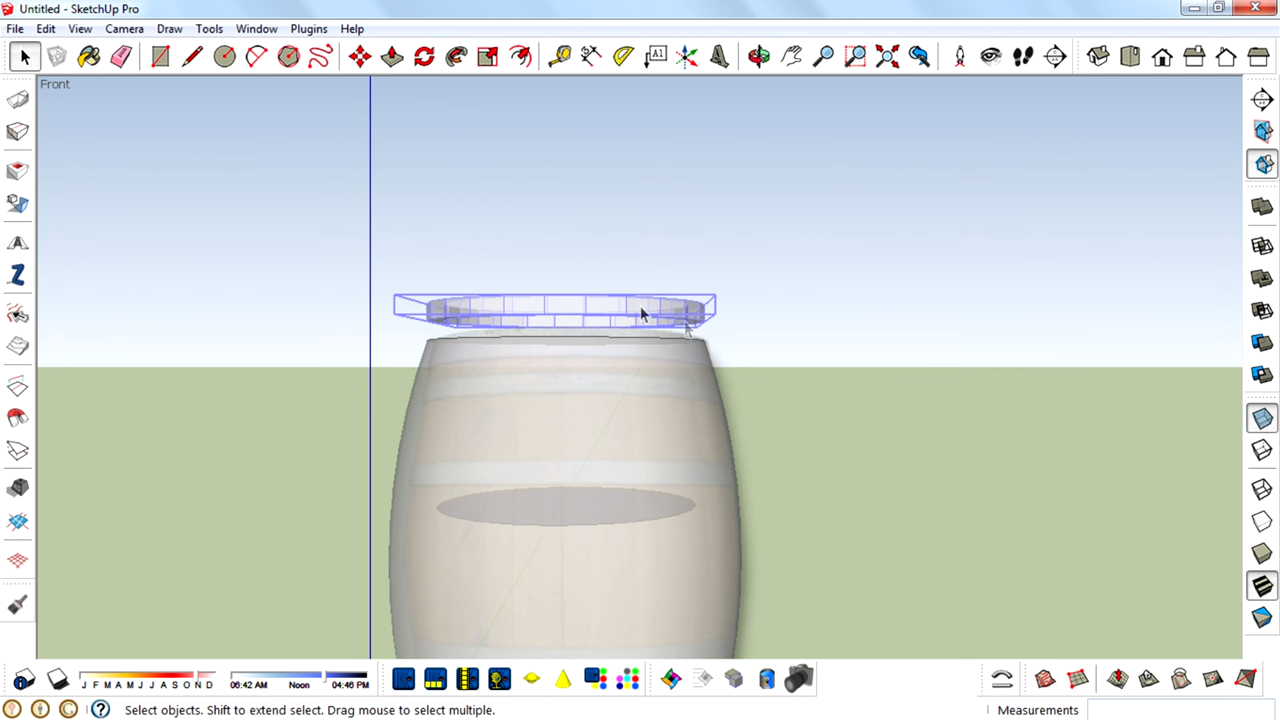 Untitled - SketchUp Pro
File Edit View Camera Draw Tools Window Plugins Help
A1
Front
J F M A M J J A S O N D
06:42 AM Noon 04:46 PM
Select objects. Shift to extend select. Drag mouse to select multiple.
Measurements